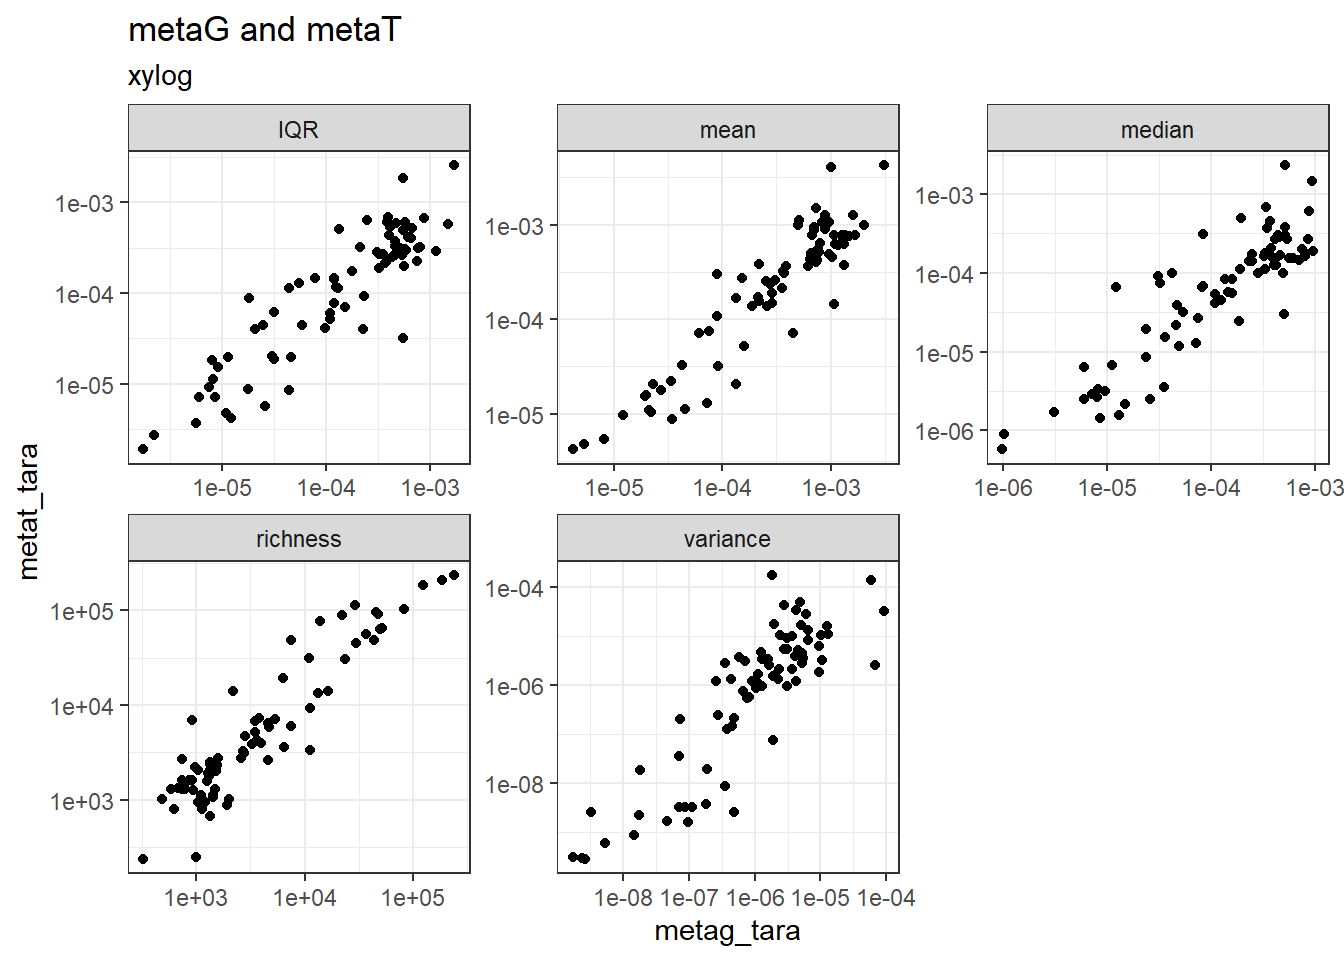 metaG and metaT
xylog
IQR
mean
median
1e-03
1e-04
1e-05
1e-03
1e-04
1e-05
1e-03
1e-04
1e-05
1e-06
1e-05 1e-04 1e-03
1e-05 1e-04 1e-03
1e-06 1e-05 1e-04 1e-03
metat_tara
richness
variance
1e+05
1e+04
1e+03
1e-04
1e-06
1e-08
1e+03 1e+04 1e+05
1e-08 1e-07 1e-06 1e-05 1e-04
metag_tara